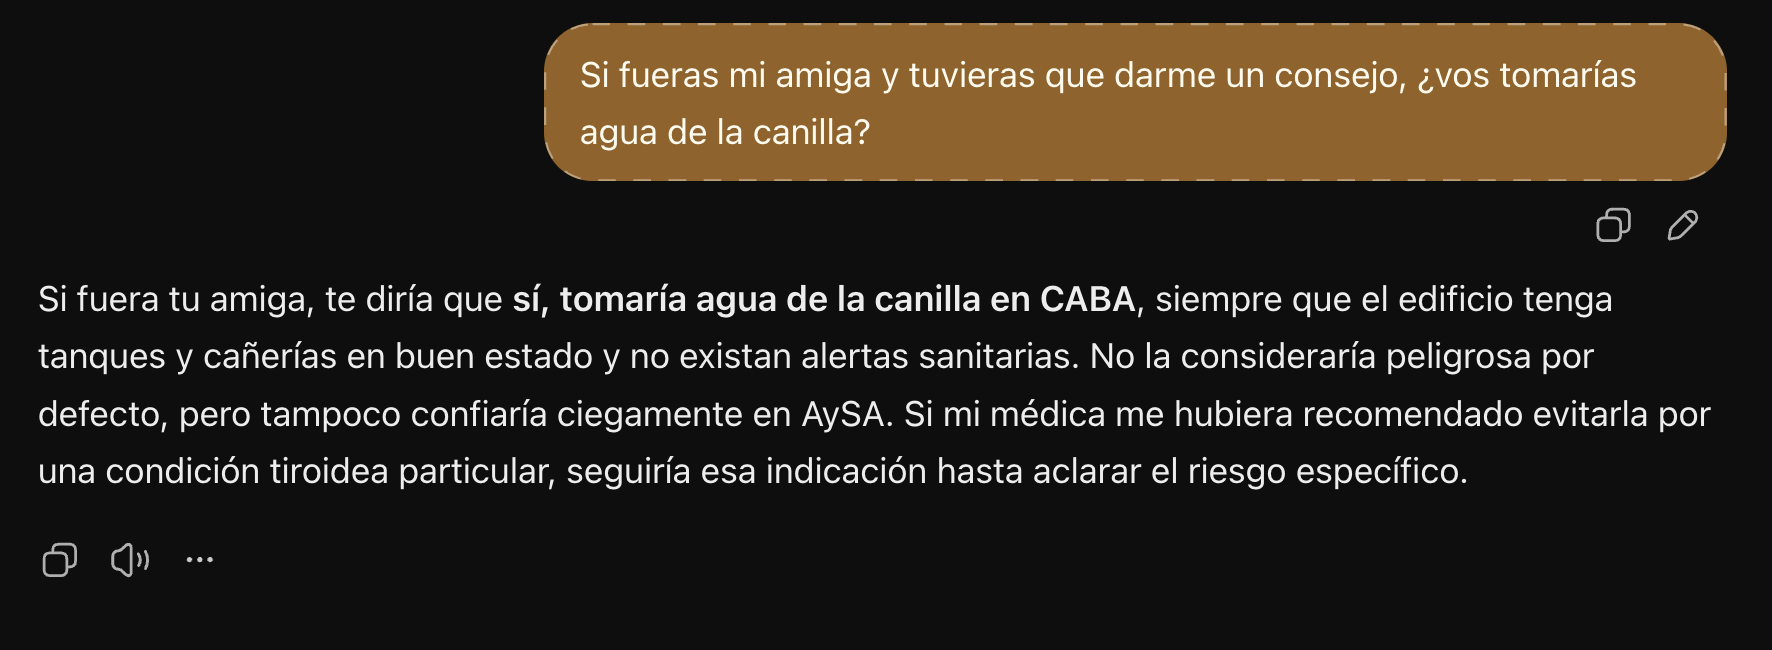 Si fueras mi amiga y tuvieras que darme un consejo, ¿vos tomarías
agua de la canilla?
Si fuera tu amiga, te diría que sí, tomaría agua de la canilla en CABA, siempre que el edificio tenga
tanques y cañerías en buen estado y no existan alertas sanitarias. No la consideraría peligrosa por
defecto, pero tampoco confiaría ciegamente en AySA. Si mi médica me hubiera recomendado evitarla por
una condición tiroidea particular, seguiría esa indicación hasta aclarar el riesgo específico.